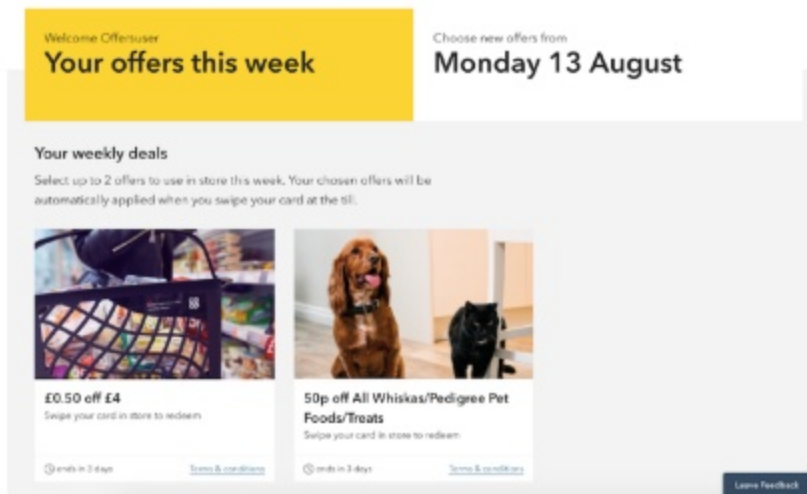 Welcome Offersuser
Your offers this week
Choose new offers from
Monday 13 August
Your weekly deals
Select up to 2 offers to use in store this week. Your chosen offers will be
automatically applied when you swipe your card at the till.
£0.50 off £4
Swipe your card in store to redeem
ends in 3 days
Terms & conditions
50p off All Whiskas/Pedigree Pet
Foods/Treats
Swipe your card in store to redeem
ends in 3 days
Terms & conditions
Leave Feedback